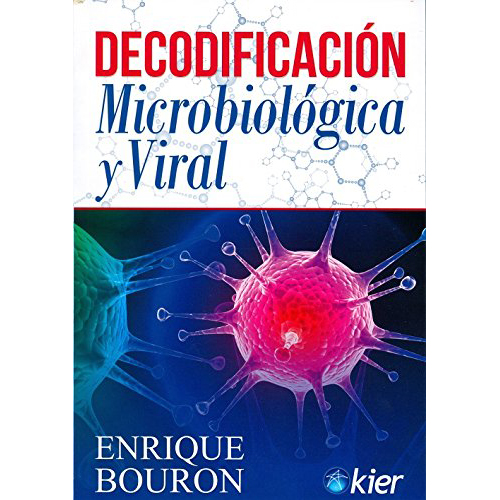 DECODIFICACIÓN
Microbiológica
y Viral
ENRIQUE
BOURON
kier